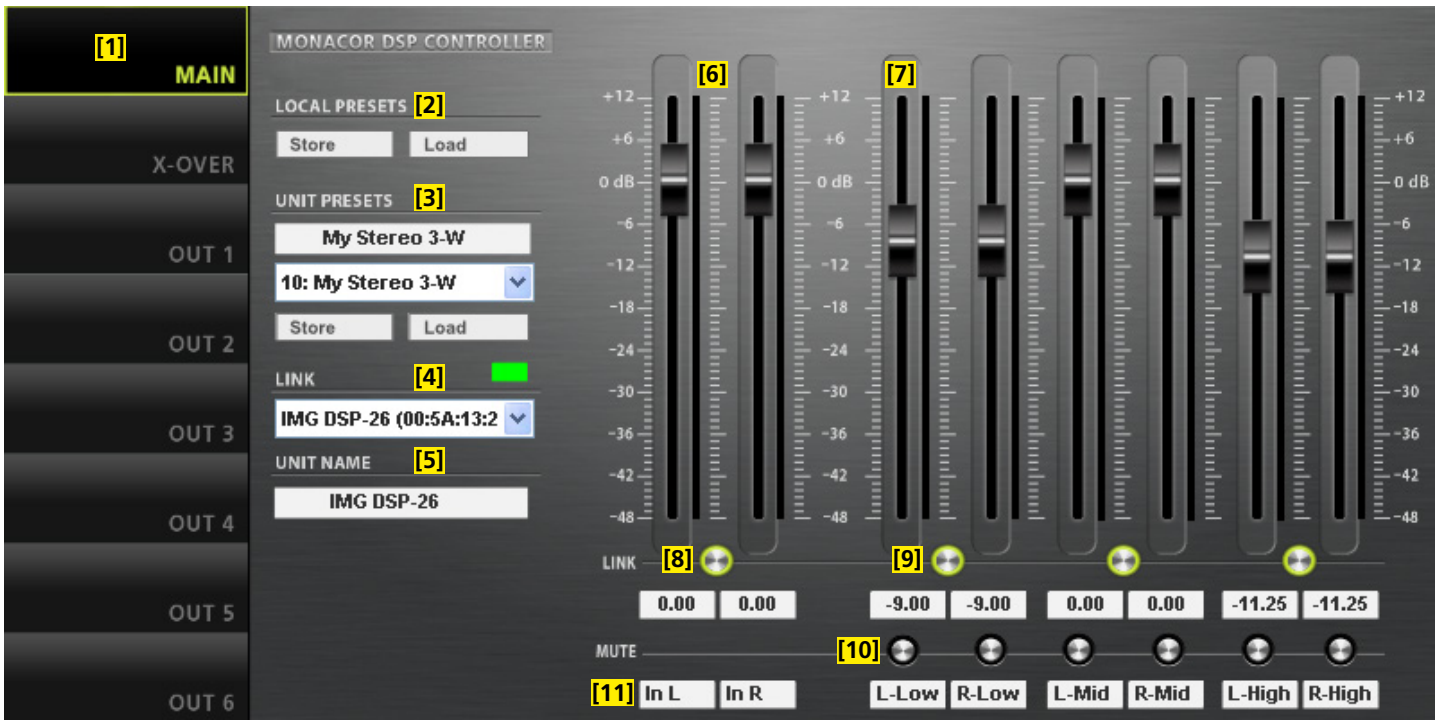 [1]
MAIN
X-OVER
OUT 1
OUT 2
OUT 3
OUT 4
OUT 5
OUT 6
MONACOR DSP CONTROLLER
LOCAL PRESETS [2]
Store Load
UNIT PRESETS [3]
My Stereo 3-W
10: My Stereo 3-W
Store Load
LINK [4]
IMG DSP-26 (00:5A:13:2
UNIT NAME [5]
IMG DSP-26
[6] [7]
+12 +12 +12
+6 +6 +6
0 dB 0 dB 0 dB
-6 -6 -6
-12 -12 -12
-18 -18 -18
-24 -24 -24
-30 -30 -30
-36 -36 -36
-42 -42 -42
-48 -48 -48
LINK [8] [9]
0.00 0.00 -9.00 -9.00 0.00 0.00 -11.25 -11.25
MUTE [10]
[11] In L In R L-Low R-Low L-Mid R-Mid L-High R-High